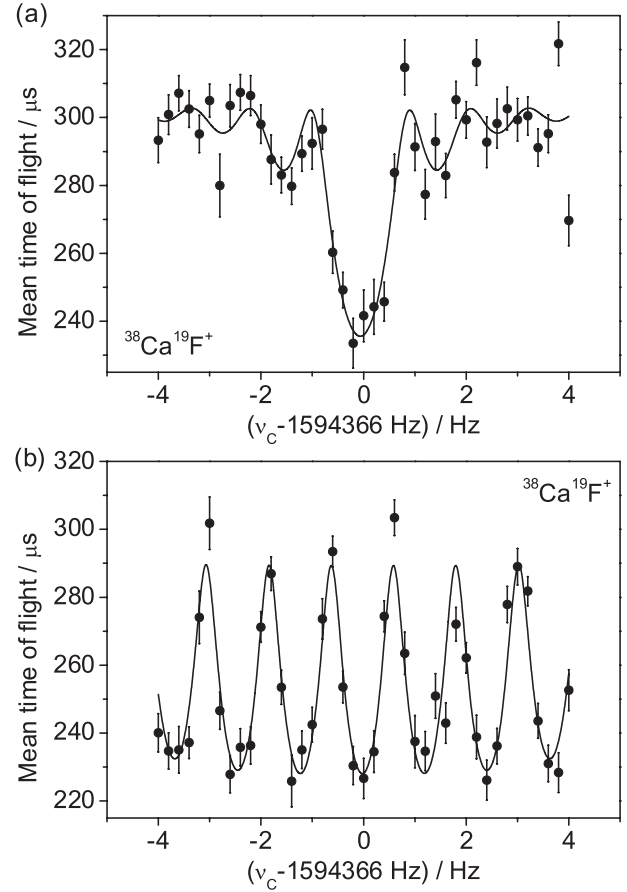 (a)
320
300
280
260
240
Mean time of flight / μs
³⁸Ca¹⁹F⁺
-4 -2 0 2 4
(ν_C-1594366 Hz) / Hz
(b)
320
300
280
260
240
220
Mean time of flight / μs
³⁸Ca¹⁹F⁺
-4 -2 0 2 4
(ν_C-1594366 Hz) / Hz